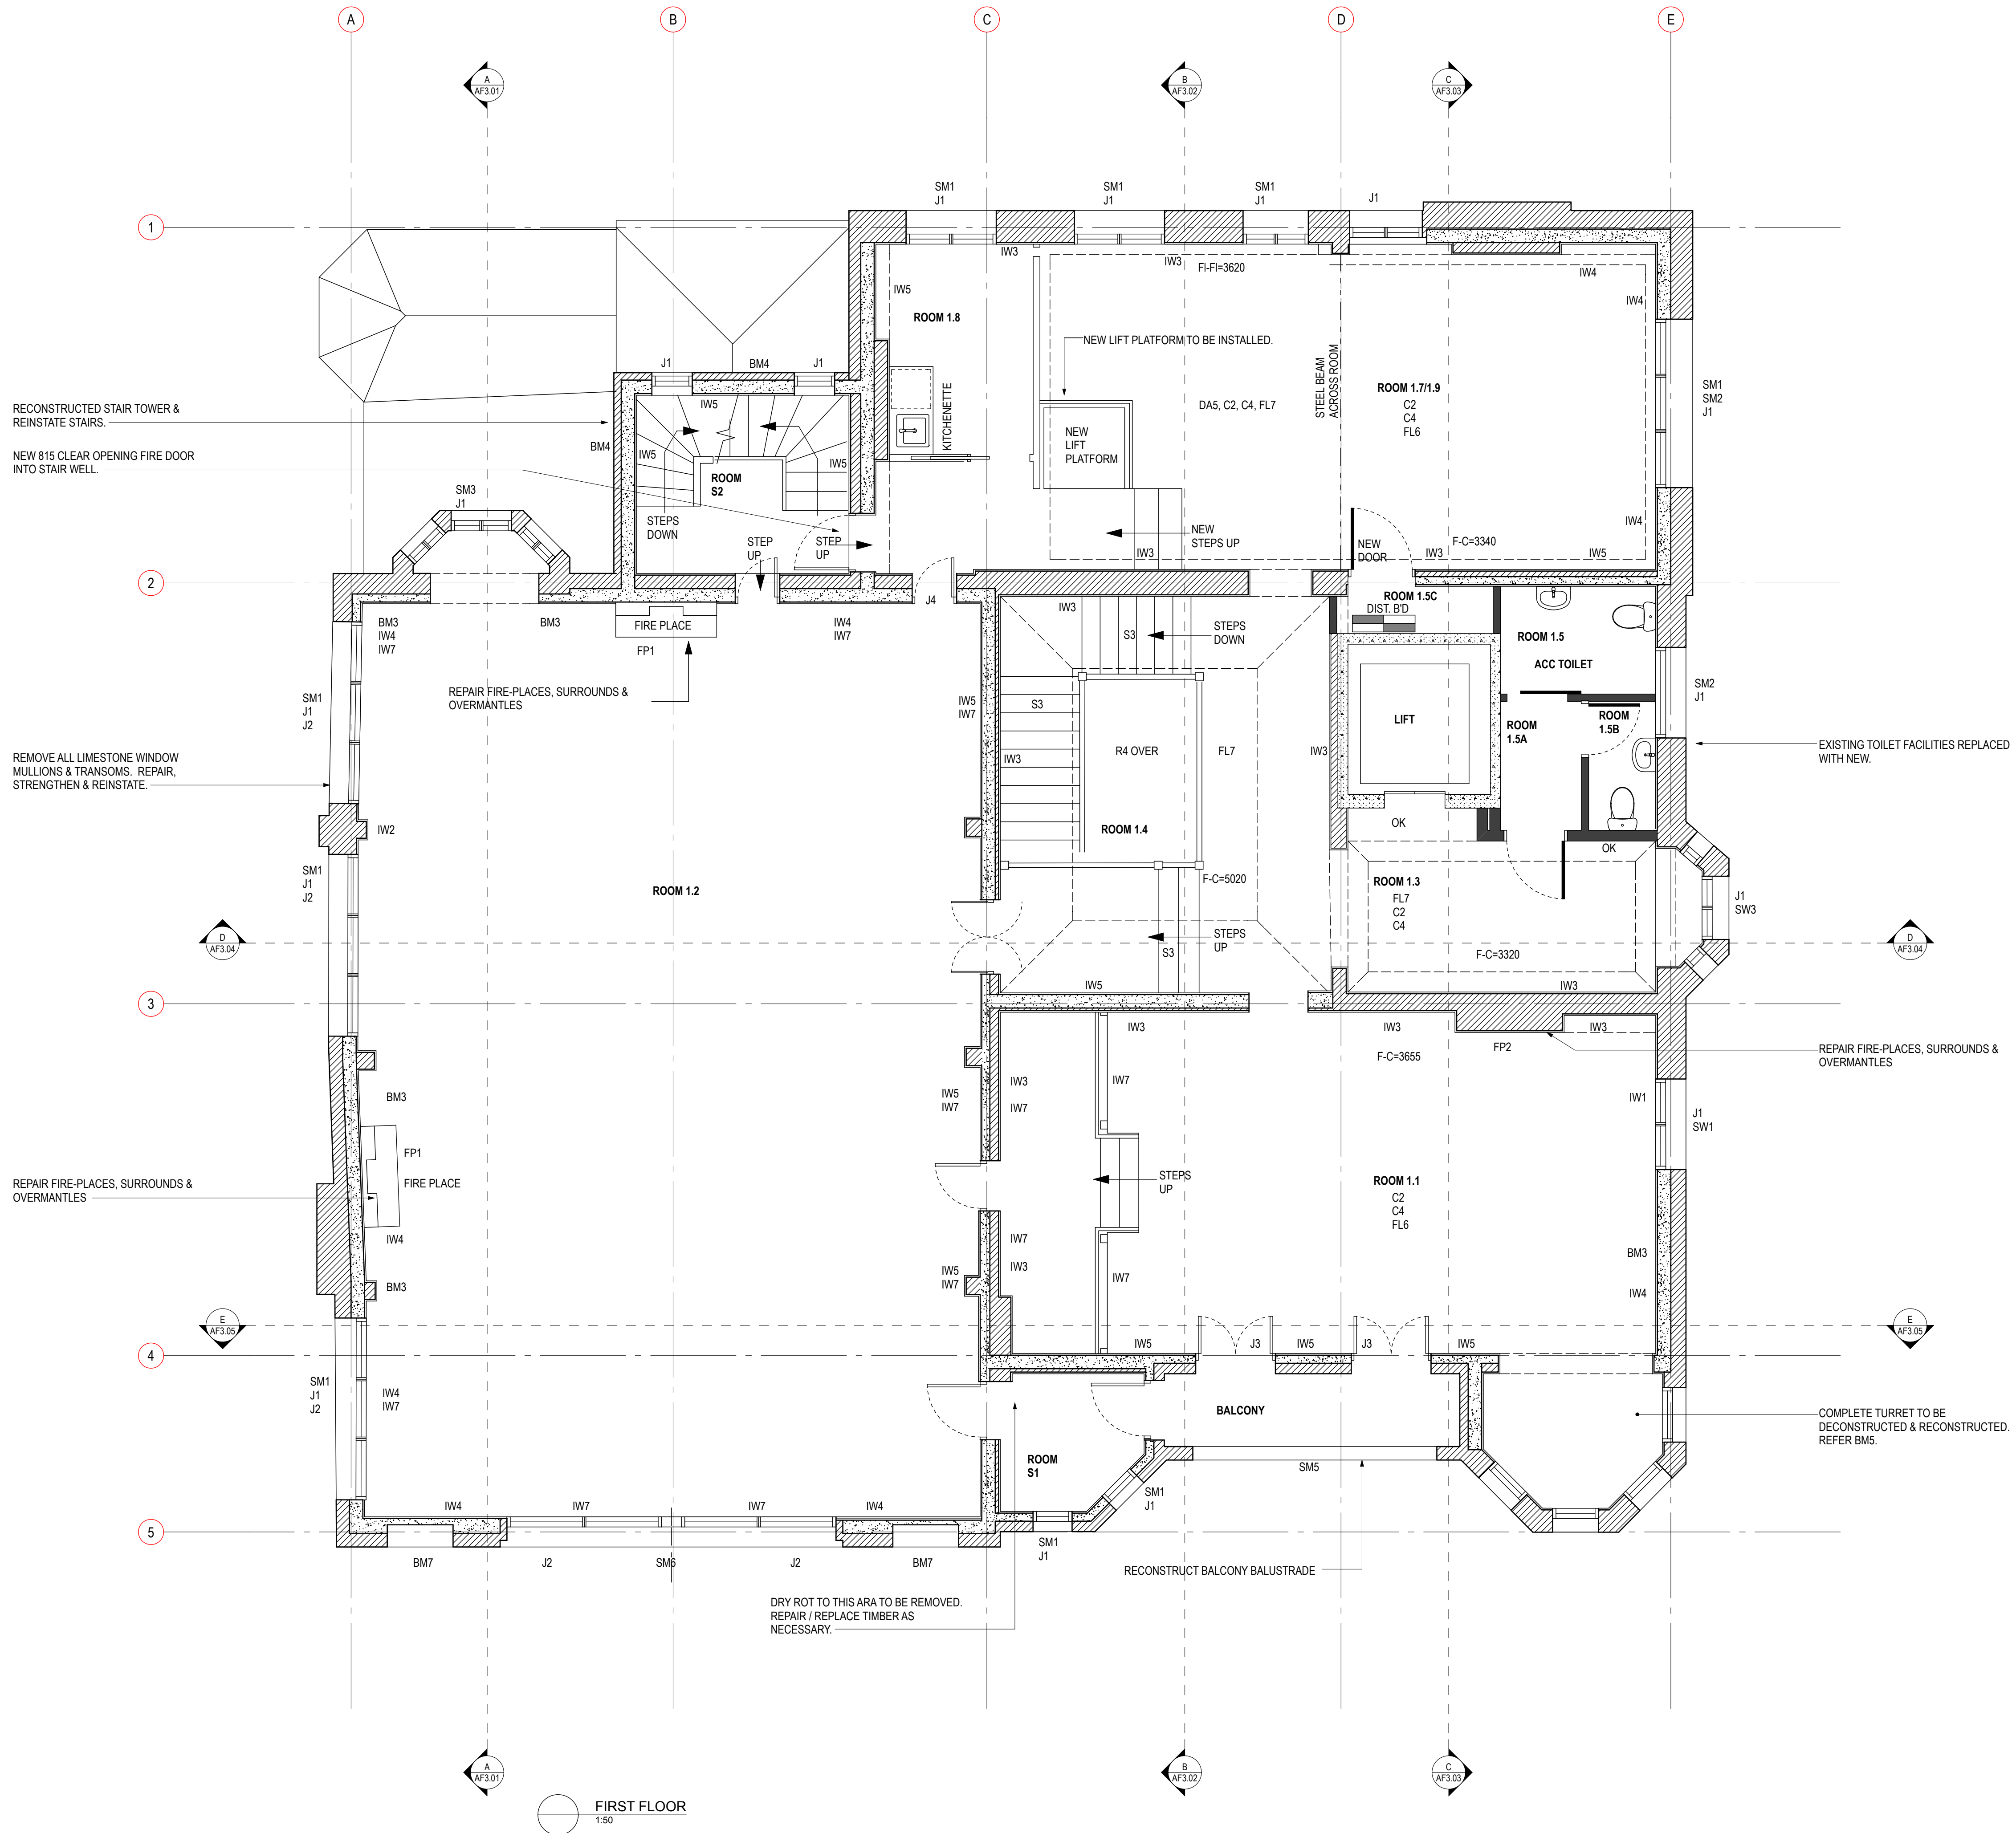 A
B
C
D
E
A
AF3.01
B
AF3.02
C
AF3.03
SM1
J1
SM1
J1
SM1
J1
J1
1
IW3
IW3
FI-FI=3620
IW4
IW4
IW5
ROOM 1.8
NEW LIFT PLATFORM TO BE INSTALLED.
STEEL BEAM
ACROSS ROOM
J1
BM4
J1
ROOM 1.7/1.9
C2
C4
FL6
SM1
SM2
J1
DA5, C2, C4, FL7
KITCHENETTE
NEW
LIFT
PLATFORM
RECONSTRUCTED STAIR TOWER &
REINSTATE STAIRS.
IW5
BM4
IW5
IW5
ROOM
S2
NEW 815 CLEAR OPENING FIRE DOOR
INTO STAIR WELL.
SM3
J1
STEPS
DOWN
STEP
UP
STEP
UP
NEW
STEPS UP
IW3
NEW
DOOR
IW4
F-C=3340
IW3
IW5
2
J4
ROOM 1.5C
DIST. B'D
BM3
IW4
IW7
BM3
FIRE PLACE
FP1
IW4
IW7
IW3
S3
STEPS
DOWN
ROOM 1.5
ACC TOILET
REPAIR FIRE-PLACES, SURROUNDS &
OVERMANTLES
SM1
J1
J2
IW5
IW7
S3
LIFT
ROOM
1.5A
ROOM
1.5B
SM2
J1
REMOVE ALL LIMESTONE WINDOW
MULLIONS & TRANSOMS.  REPAIR,
STRENGTHEN & REINSTATE.
IW3
R4 OVER
FL7
IW3
EXISTING TOILET FACILITIES REPLACED
WITH NEW.
IW2
ROOM 1.4
OK
OK
SM1
J1
J2
ROOM 1.2
F-C=5020
ROOM 1.3
FL7
C2
C4
J1
SW3
D
AF3.04
STEPS
UP
S3
F-C=3320
D
AF3.04
IW5
IW3
3
IW3
IW3
IW3
F-C=3655
FP2
REPAIR FIRE-PLACES, SURROUNDS &
OVERMANTLES
BM3
IW5
IW7
IW3
IW7
IW7
IW1
J1
SW1
FP1
FIRE PLACE
REPAIR FIRE-PLACES, SURROUNDS &
OVERMANTLES
STEPS
UP
ROOM 1.1
C2
C4
FL6
IW4
BM3
IW7
IW3
IW5
IW7
IW7
BM3
IW4
E
AF3.05
E
AF3.05
IW5
J3
IW5
J3
IW5
4
SM1
J1
J2
IW4
IW7
BALCONY
COMPLETE TURRET TO BE
DECONSTRUCTED & RECONSTRUCTED.
REFER BM5.
ROOM
S1
SM5
SM1
J1
IW4
IW7
IW7
IW4
5
BM7
J2
SM6
J2
BM7
SM1
J1
RECONSTRUCT BALCONY BALUSTRADE
DRY ROT TO THIS ARA TO BE REMOVED.
REPAIR / REPLACE TIMBER AS
NECESSARY.
A
AF3.01
B
AF3.02
C
AF3.03
FIRST FLOOR
1:50